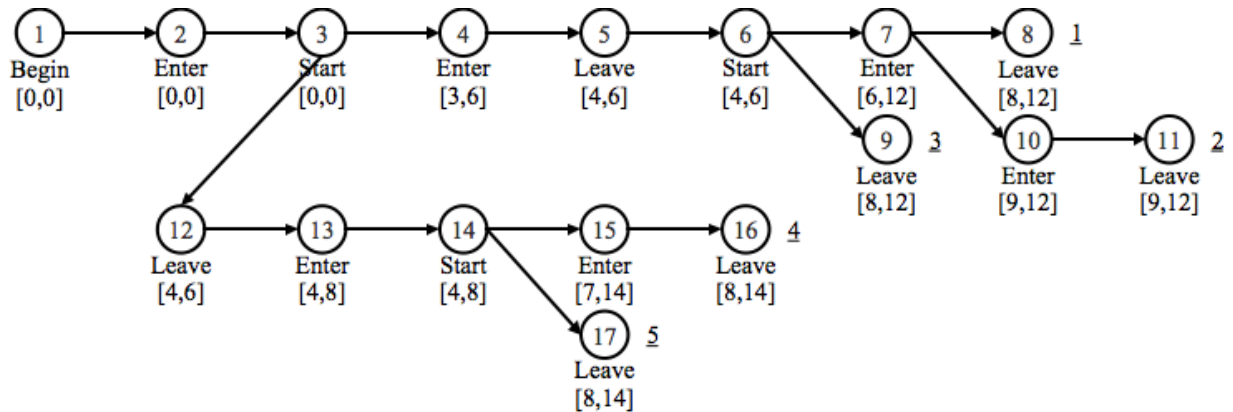 1 2 3 4 5 6 7 8 1
Begin Enter Start Enter Leave Start Enter Leave
[0,0] [0,0] [0,0] [3,6] [4,6] [4,6] [6,12] [8,12]
9 3 10 11 2
Leave Enter Leave
[8,12] [9,12] [9,12]
12 13 14 15 16 4
Leave Enter Start Enter Leave
[4,6] [4,8] [4,8] [7,14] [8,14]
17 5
Leave
[8,14]